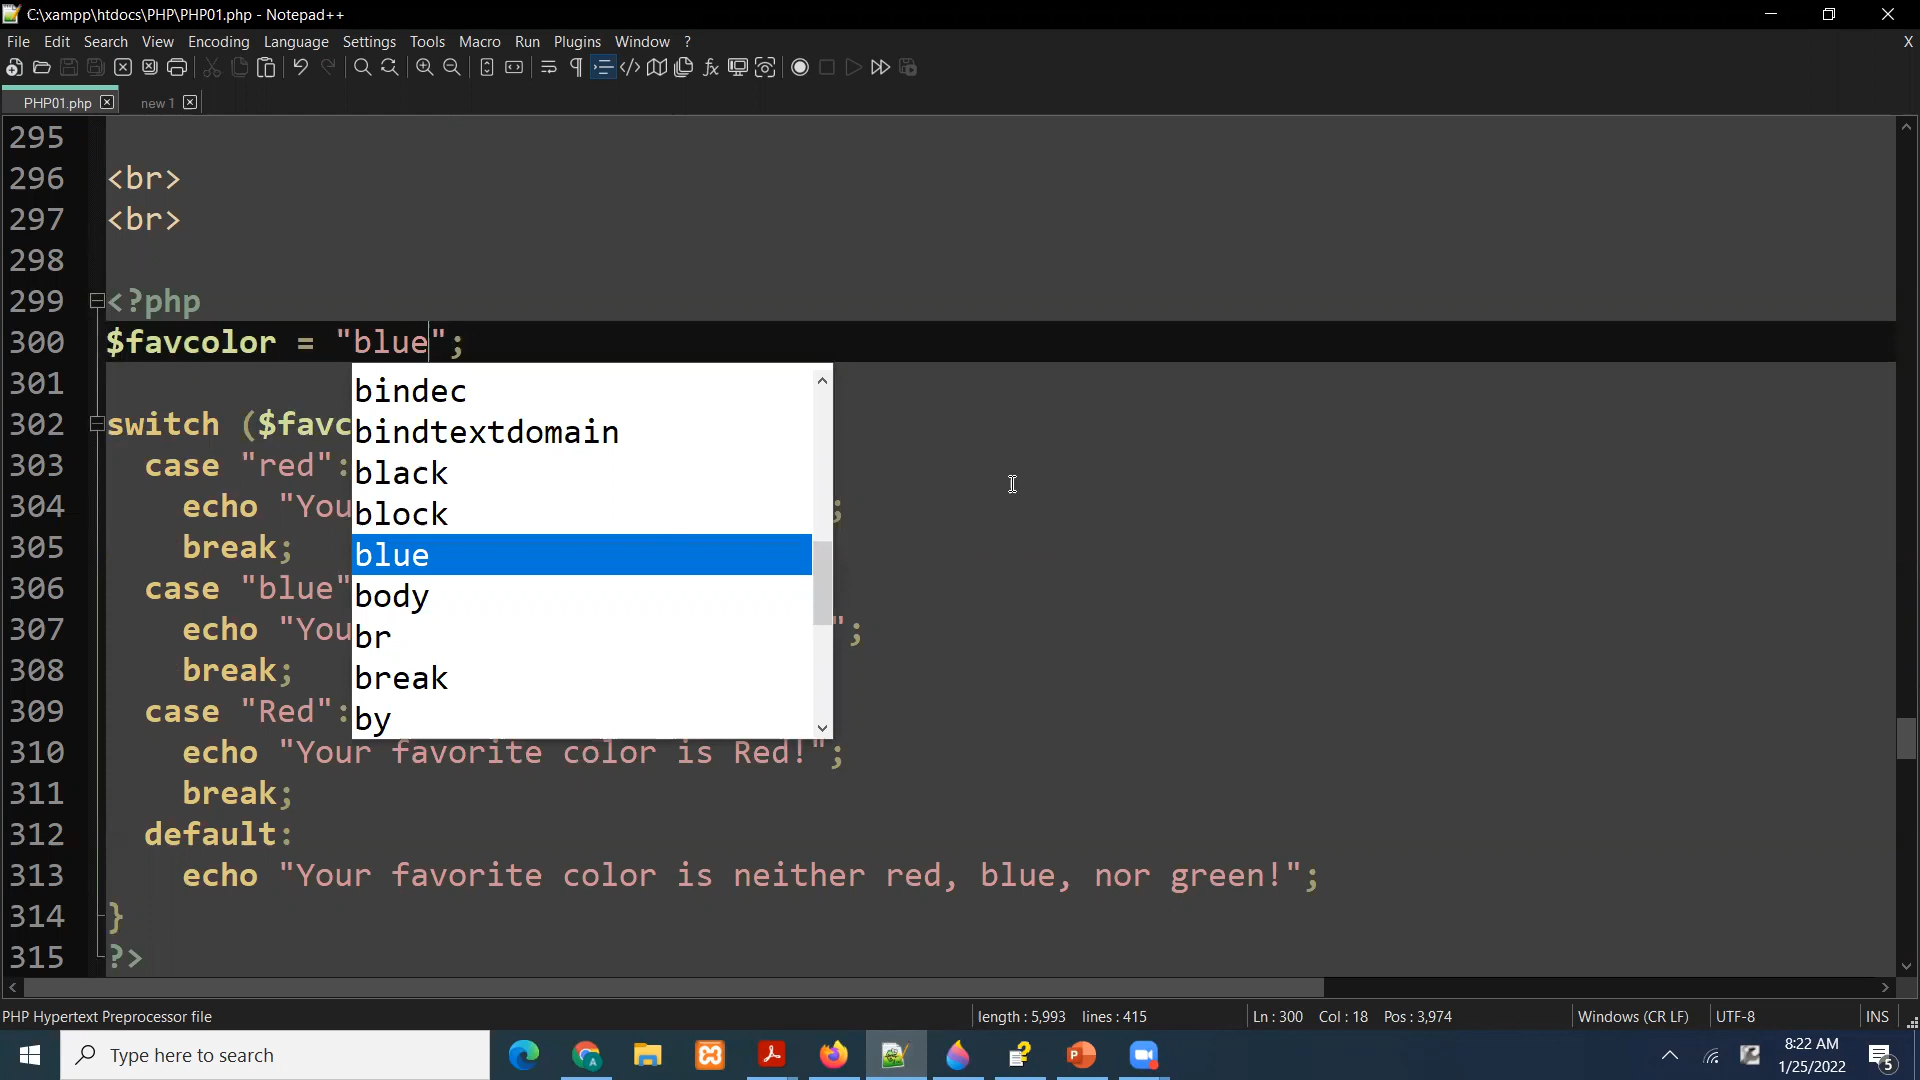 C:\xampp\htdocs\PHP\PHP01.php - Notepad++
File Edit Search View Encoding Language Settings Tools Macro Run Plugins Window ? X
PHP01.php new 1
295
296 <br>
297 <br>
298
299 <?php
300 $favcolor = "blue";
301
302 switch ($favc
303 case "red":
304 echo "You ;
305 break;
306 case "blue"
307 echo "You ";
308 break;
309 case "Red":
310 echo "Your favorite color is Red!";
311 break;
312 default:
313 echo "Your favorite color is neither red, blue, nor green!";
314 }
315 ?>
bindec
bindtextdomain
black
block
blue
body
br
break
by
PHP Hypertext Preprocessor file length : 5,993 lines : 415 Ln : 300 Col : 18 Pos : 3,974 Windows (CR LF) UTF-8 INS
Type here to search
8:22 AM
1/25/2022
5